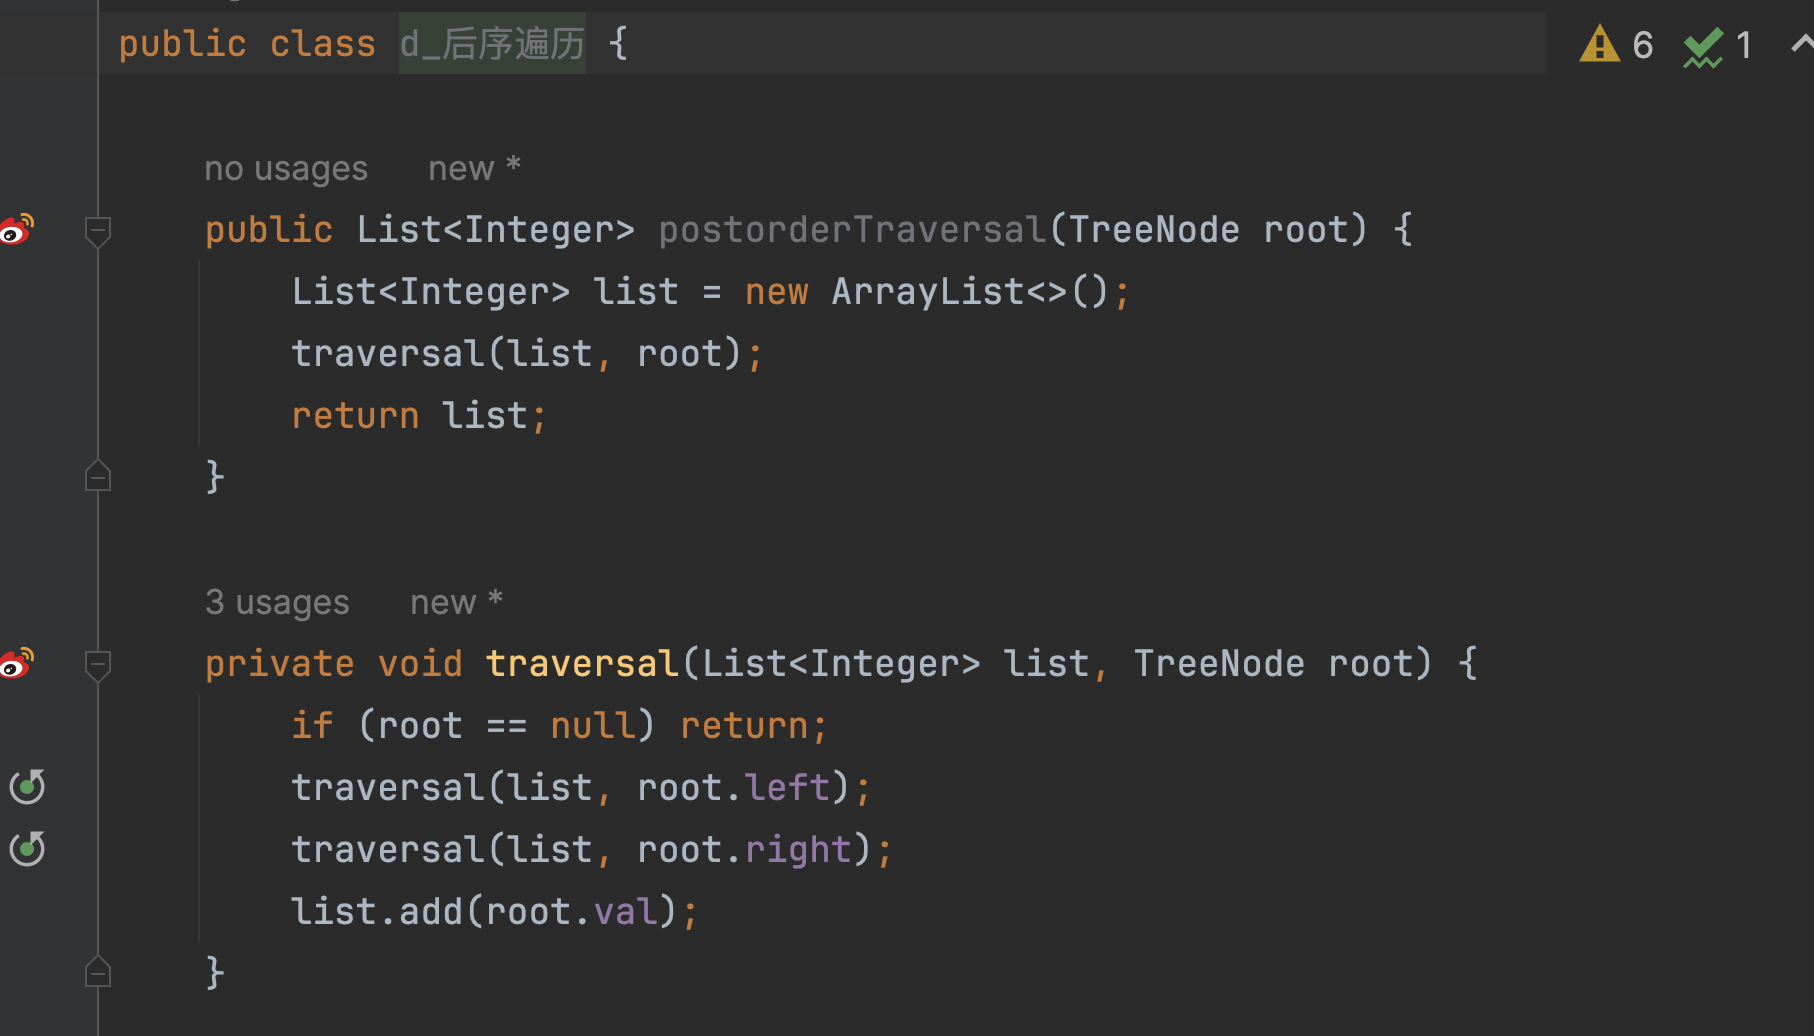 public class d_后序遍历 {
6 1
no usages new *
public List<Integer> postorderTraversal(TreeNode root) {
List<Integer> list = new ArrayList<>();
traversal(list, root);
return list;
}
3 usages new *
private void traversal(List<Integer> list, TreeNode root) {
if (root == null) return;
traversal(list, root.left);
traversal(list, root.right);
list.add(root.val);
}